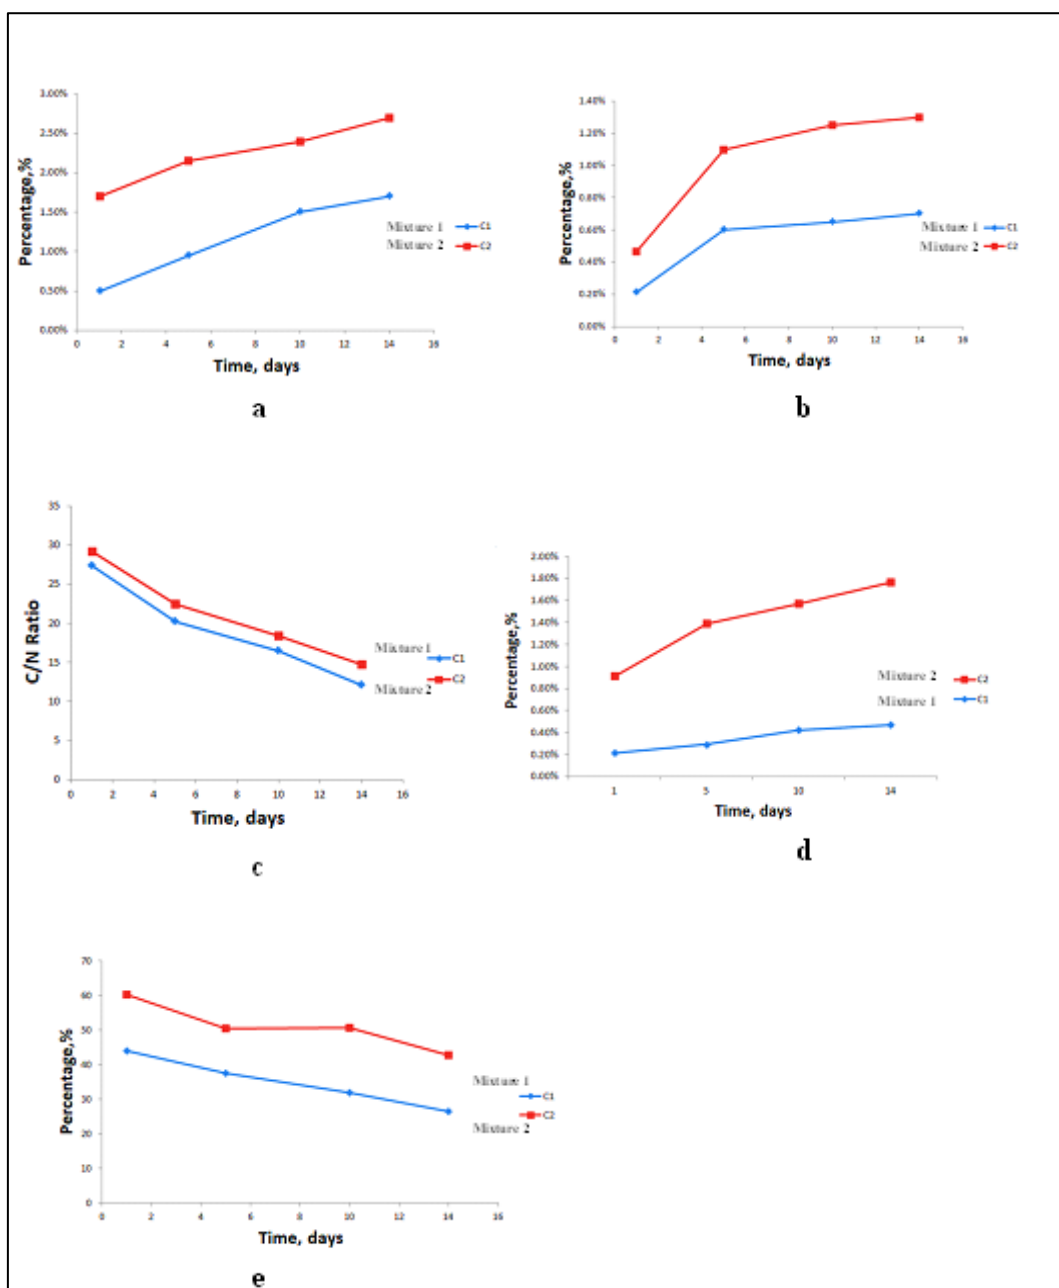 3.00%
2.50%
2.00%
1.50%
1.00%
0.50%
0.00%
Percentage,%
0 2 4 6 8 10 12 14 16
Time, days
Mixture 1 C1
Mixture 2 C2
a
1.40%
1.20%
1.00%
0.80%
0.60%
0.40%
0.20%
0.00%
Percentage,%
0 2 4 6 8 10 12 14 16
Time, days
Mixture 1 C1
Mixture 2 C2
b
35
30
25
20
15
10
5
0
C/N Ratio
0 2 4 6 8 10 12 14 16
Time, days
Mixture 1
C1
C2
Mixture 2
c
2.00%
1.80%
1.60%
1.40%
1.20%
1.00%
0.80%
0.60%
0.40%
0.20%
0.00%
Percentage,%
1 5 10 14
Time, days
Mixture 2 C2
Mixture 1 C1
d
70
60
50
40
30
20
10
0
Percentage,%
0 2 4 6 8 10 12 14 16
Time, days
Mixture 1
C1
C2
Mixture 2
e